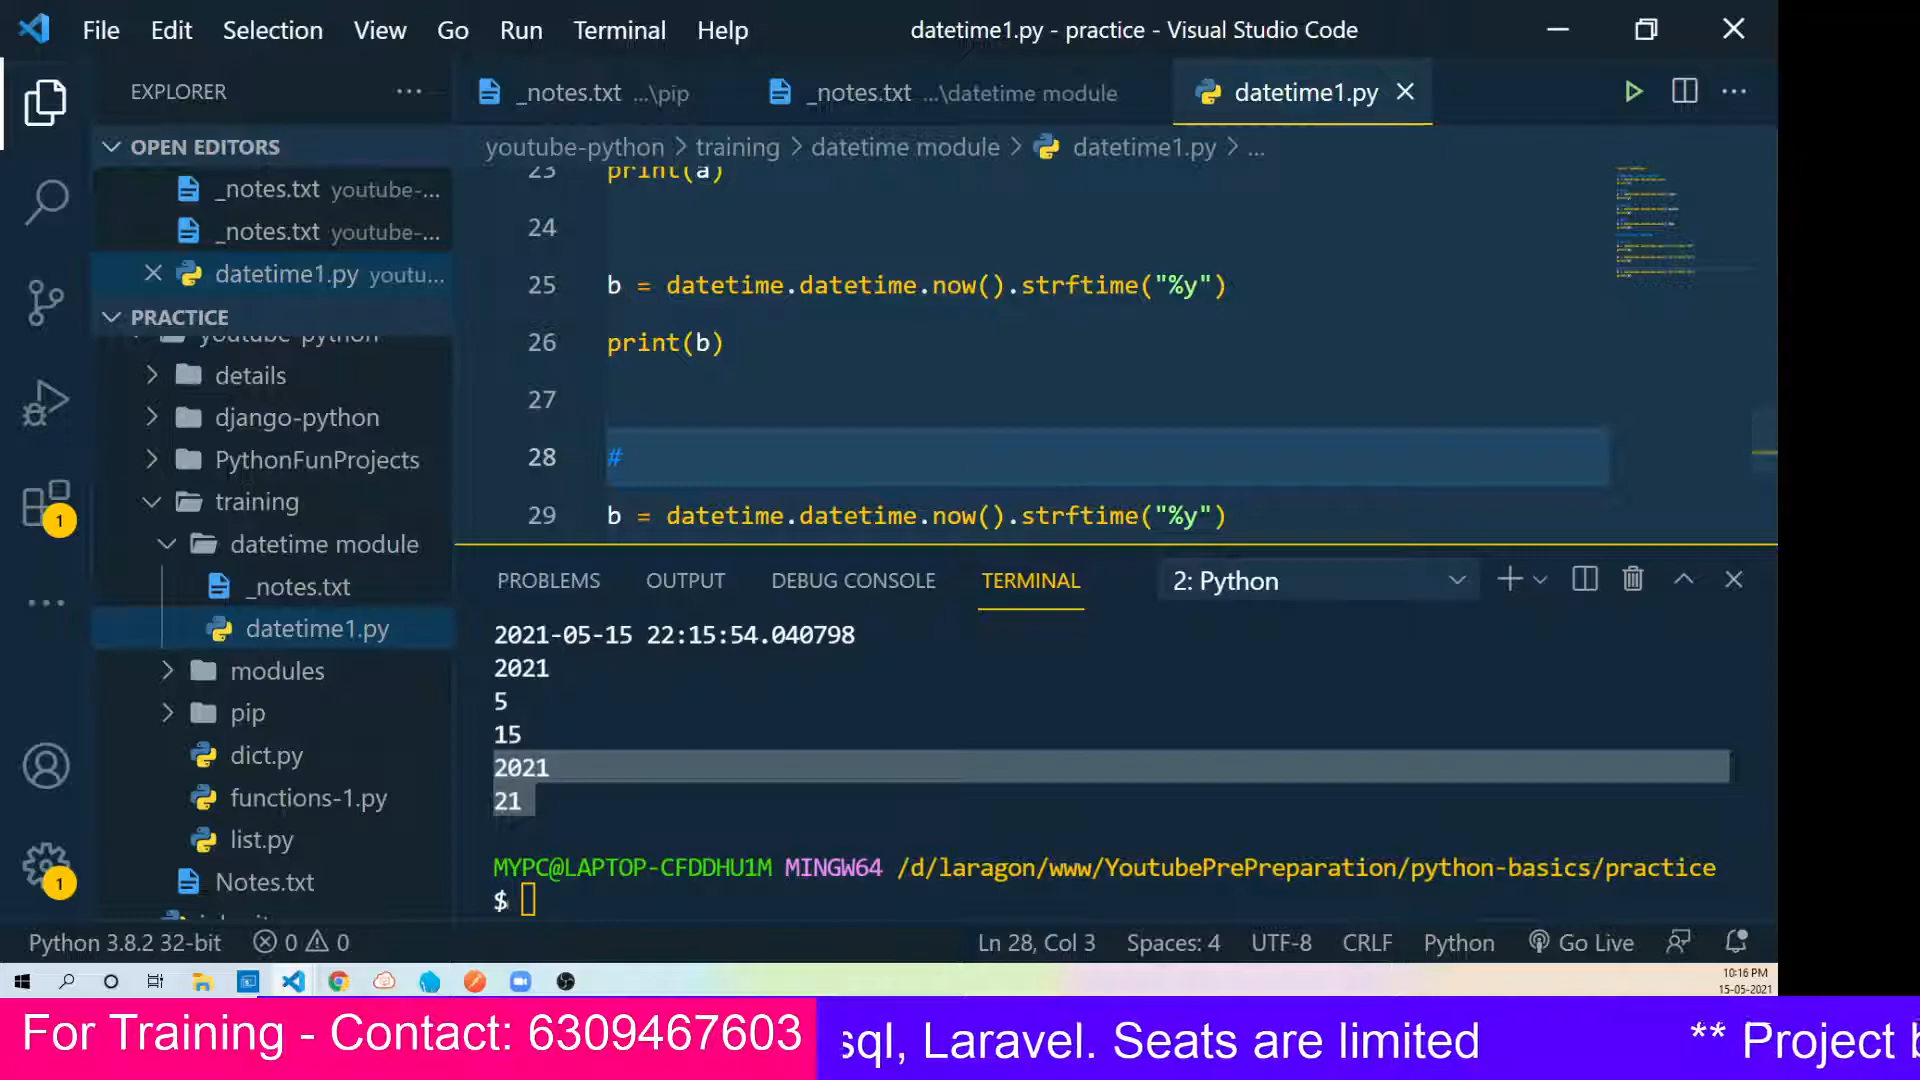 File Edit Selection View Go Run Terminal Help datetime1.py - practice - Visual Studio Code
EXPLORER ... _notes.txt ...\pip _notes.txt ...\datetime module datetime1.py
OPEN EDITORS
_notes.txt youtube-...
_notes.txt youtube-...
datetime1.py youtu...
PRACTICE
youtube-python
details
django-python
PythonFunProjects
training
datetime module
_notes.txt
datetime1.py
modules
pip
dict.py
functions-1.py
list.py
Notes.txt
youtube-python > training > datetime module > datetime1.py > ...
23 print(a)
24
25 b = datetime.datetime.now().strftime("%y")
26 print(b)
27
28 #
29 b = datetime.datetime.now().strftime("%y")
PROBLEMS OUTPUT DEBUG CONSOLE TERMINAL 2: Python
2021-05-15 22:15:54.040798
2021
5
15
2021
21
MYPC@LAPTOP-CFDDHU1M MINGW64 /d/laragon/www/YoutubePrePreparation/python-basics/practice
$
1
1
Python 3.8.2 32-bit 0 0 Ln 28, Col 3 Spaces: 4 UTF-8 CRLF Python Go Live
10:16 PM
15-05-2021
For Training - Contact: 6309467603 sql, Laravel. Seats are limited ** Project